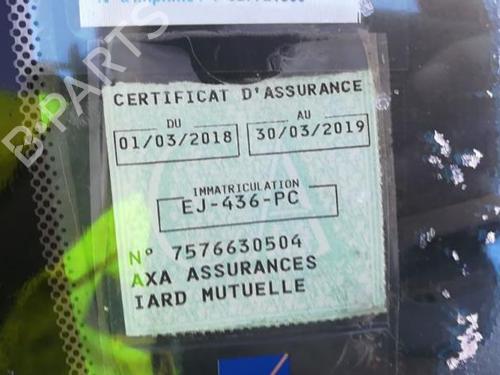 CERTIFICAT D'ASSURANCE
DU
AU
01/03/2018
30/03/2019
IMMATRICULATION
EJ-436-PC
N° 7576630504
AXA ASSURANCES
IARD MUTUELLE
B-PARTS